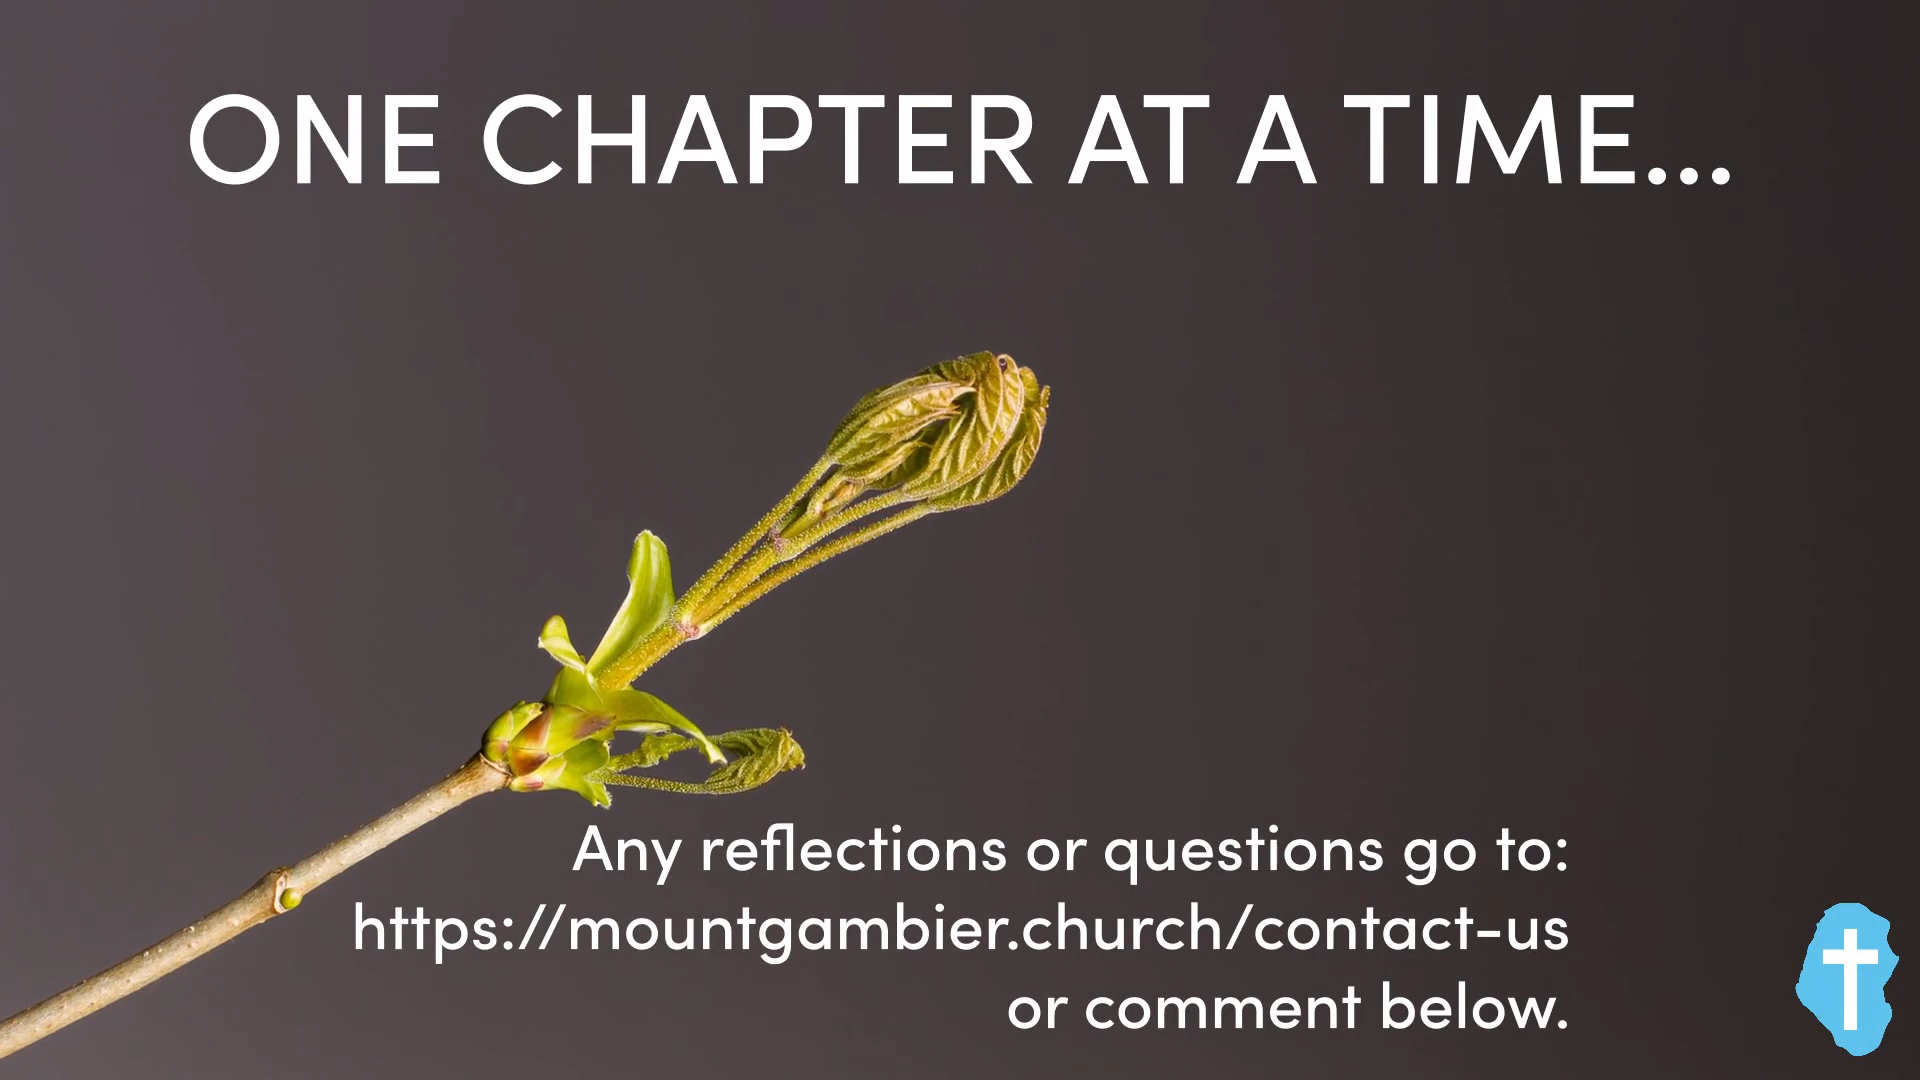 ONE CHAPTER AT A TIME...
Any reflections or questions go to:
https://mountgambier.church/contact-us
or comment below.